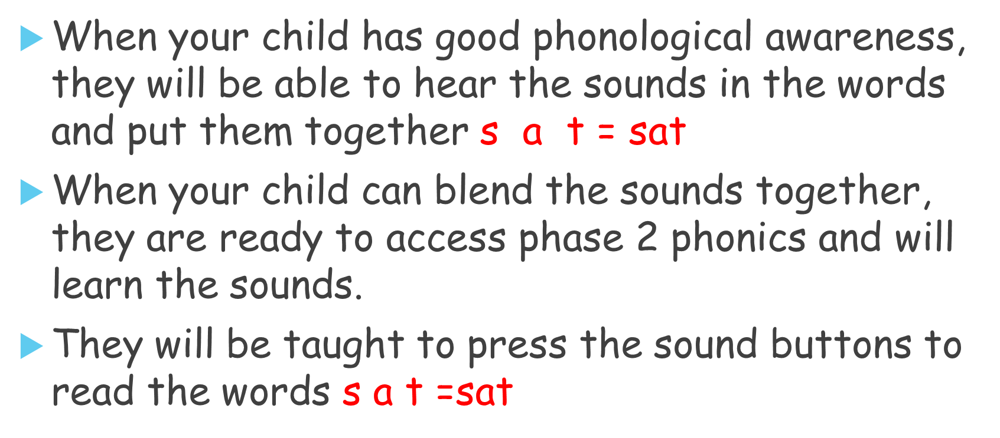 When your child has good phonological awareness,
they will be able to hear the sounds in the words
and put them together s a t = sat
When your child can blend the sounds together,
they are ready to access phase 2 phonics and will
learn the sounds.
They will be taught to press the sound buttons to
read the words s a t =sat